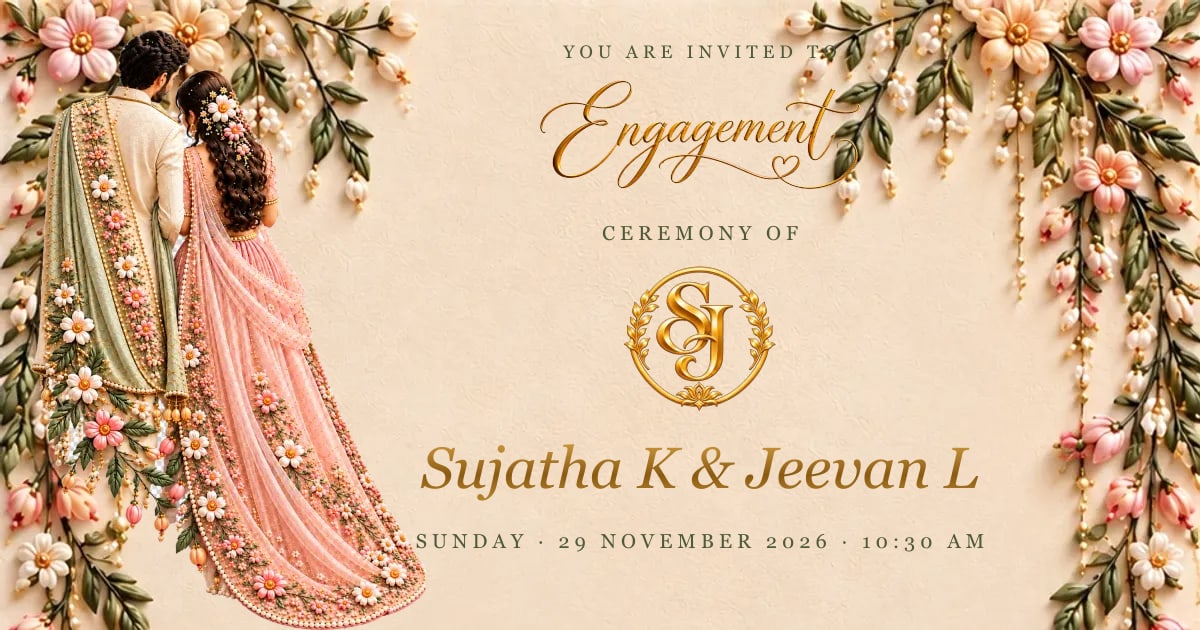 YOU ARE INVITED TO
Engagement
CEREMONY OF
SJ
Sujatha K & Jeevan L
SUNDAY · 29 NOVEMBER 2026 · 10:30 AM